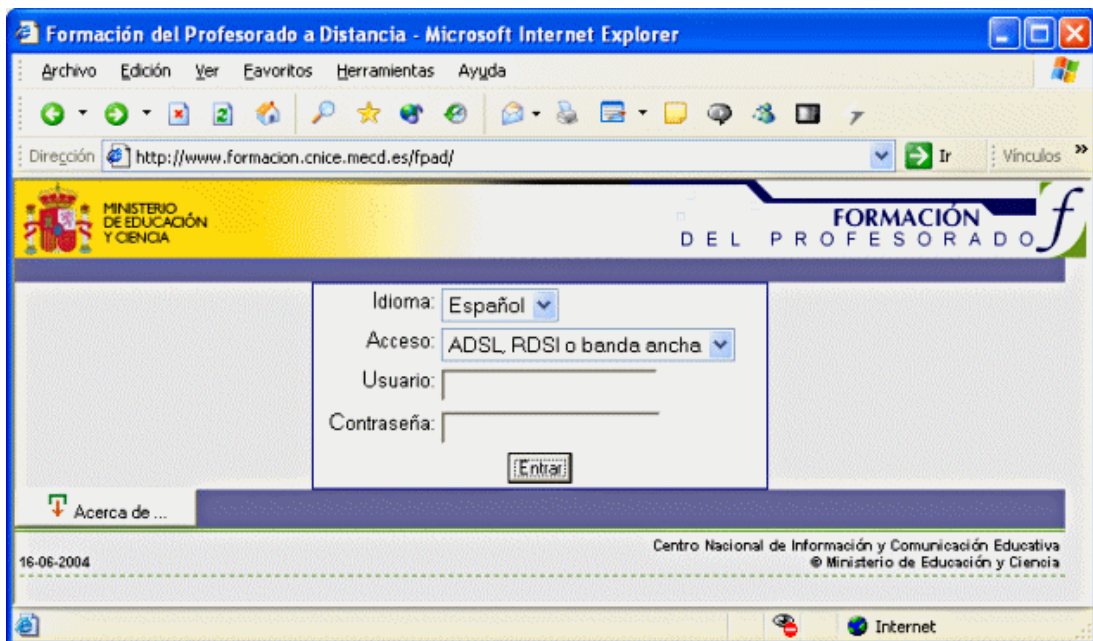 Formación del Profesorado a Distancia - Microsoft Internet Explorer
Archivo Edición Ver Favoritos Herramientas Ayuda
Dirección http://www.formacion.cnice.mecd.es/fpad/ Ir Vínculos »
MINISTERIO
DE EDUCACIÓN
Y CIENCIA
FORMACIÓN
DEL PROFESORADO
f
Idioma: Español
Acceso: ADSL, RDSI o banda ancha
Usuario:
Contraseña:
Entrar
Acerca de ...
16-06-2004
Centro Nacional de Información y Comunicación Educativa
© Ministerio de Educación y Ciencia
Internet